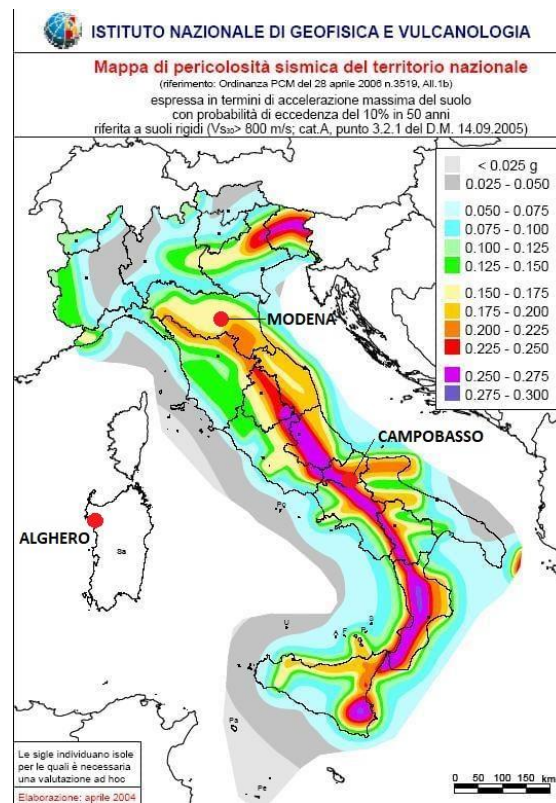 ISTITUTO NAZIONALE DI GEOFISICA E VULCANOLOGIA
Mappa di pericolosità sismica del territorio nazionale
(riferimento: Ordinanza PCM del 28 aprile 2006 n.3519, All.1b)
espressa in termini di accelerazione massima del suolo
con probabilità di eccedenza del 10% in 50 anni
riferita a suoli rigidi (Vs30> 800 m/s; cat.A, punto 3.2.1 del D.M. 14.09.2005)
< 0.025 g
0.025 - 0.050
0.050 - 0.075
0.075 - 0.100
0.100 - 0.125
0.125 - 0.150
0.150 - 0.175
0.175 - 0.200
0.200 - 0.225
0.225 - 0.250
0.250 - 0.275
0.275 - 0.300
MODENA
CAMPOBASSO
ALGHERO
Sa
U
Pa
Pe
Le sigle individuano isole
per le quali è necessaria
una valutazione ad hoc
Elaborazione: aprile 2004
0 50 100 150 km